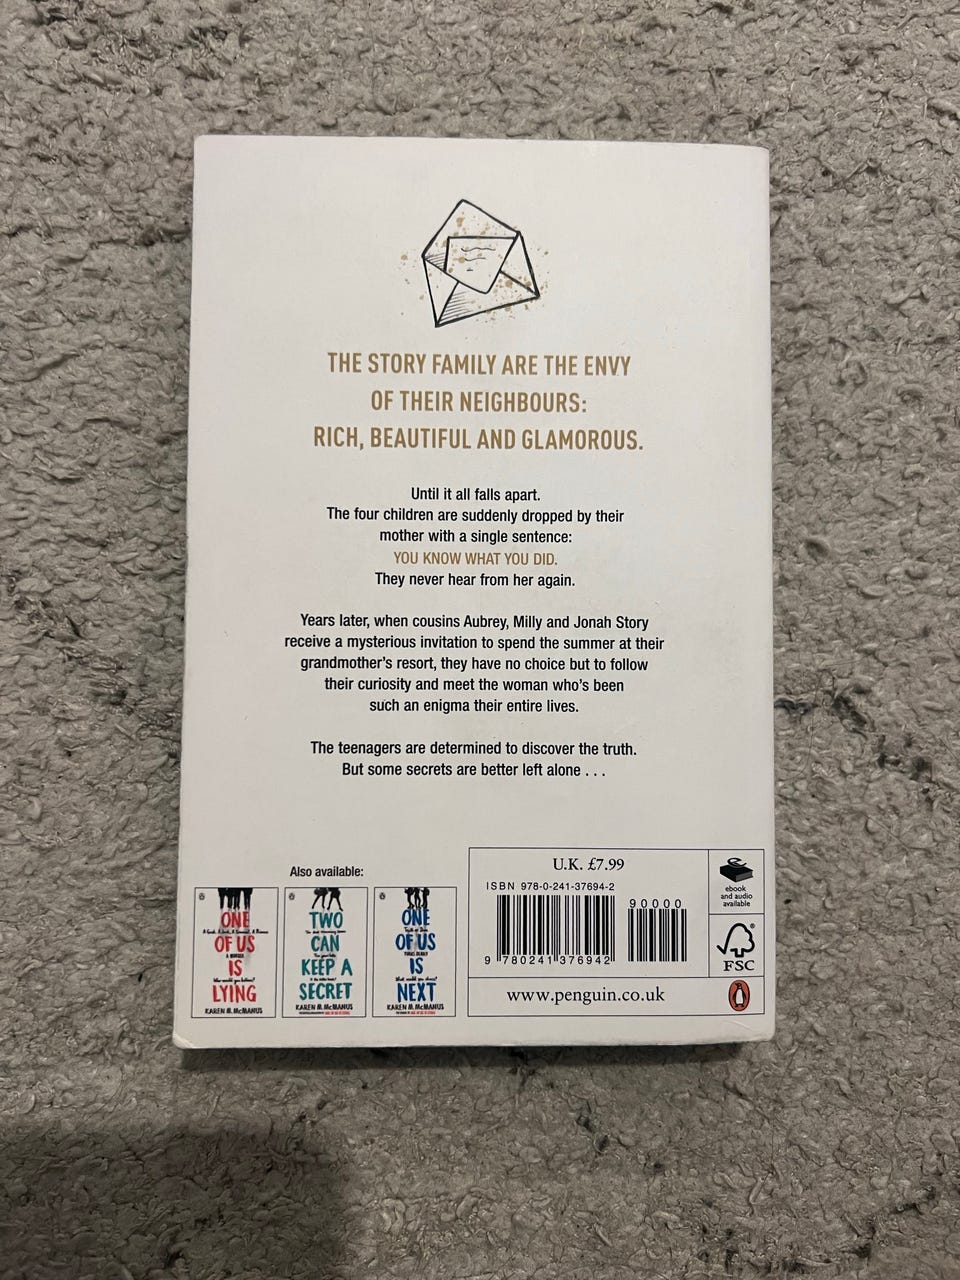 THE STORY FAMILY ARE THE ENVY
OF THEIR NEIGHBOURS:
RICH, BEAUTIFUL AND GLAMOROUS.
Until it all falls apart.
The four children are suddenly dropped by their
mother with a single sentence:
YOU KNOW WHAT YOU DID.
They never hear from her again.
Years later, when cousins Aubrey, Milly and Jonah Story
receive a mysterious invitation to spend the summer at their
grandmother's resort, they have no choice but to follow
their curiosity and meet the woman who's been
such an enigma their entire lives.
The teenagers are determined to discover the truth.
But some secrets are better left alone . . .
Also available:
ONE
OF US
IS
LYING
KAREN M. McMANUS
TWO
CAN
KEEP A
SECRET
KAREN M. McMANUS
ONE
OF US
IS
NEXT
KAREN M. McMANUS
U.K. £7.99
ISBN 978-0-241-37694-2
90000
9 780241 376942
ebook
and audio
available
FSC
www.penguin.co.uk